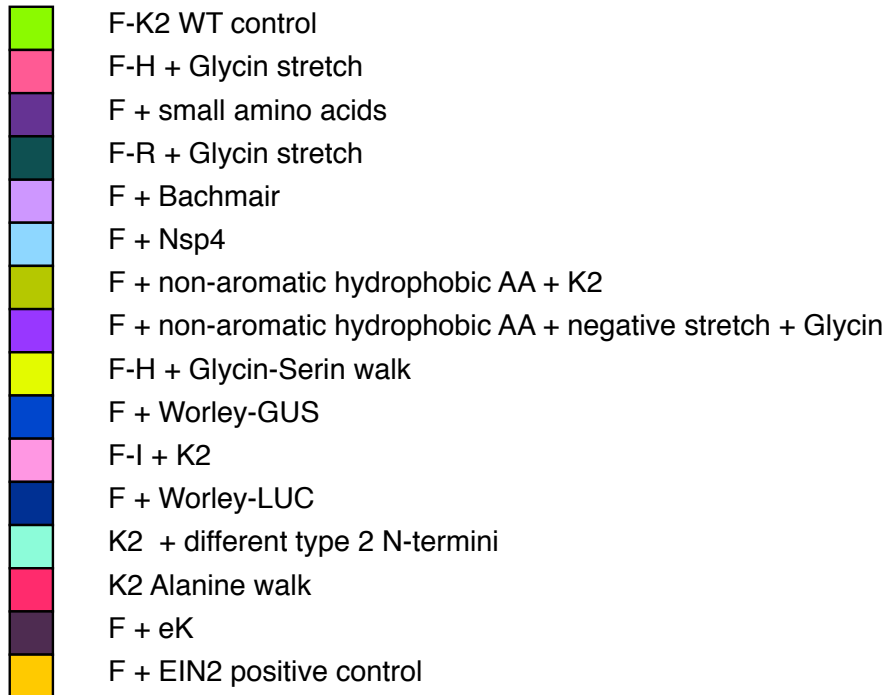 F-K2 WT control
F-H + Glycin stretch
F + small amino acids
F-R + Glycin stretch
F + Bachmair
F + Nsp4
F + non-aromatic hydrophobic AA + K2
F + non-aromatic hydrophobic AA + negative stretch + Glycin
F-H + Glycin-Serin walk
F + Worley-GUS
F-I + K2
F + Worley-LUC
K2 + different type 2 N-termini
K2 Alanine walk
F + eK
F + EIN2 positive control